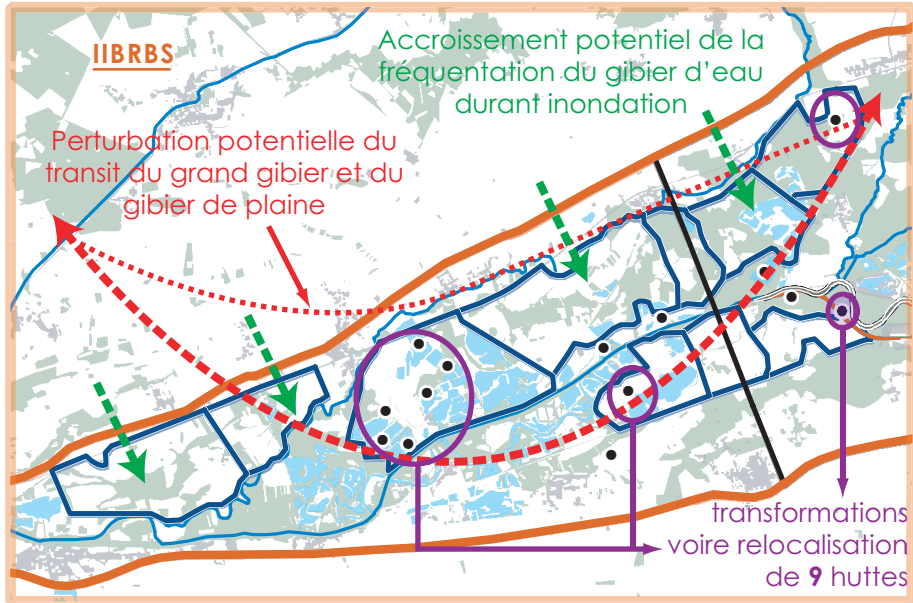 IIBRBS
Accroissement potentiel de la
fréquentation du gibier d'eau
durant inondation
Perturbation potentielle du
transit du grand gibier et du
gibier de plaine
transformations
voire relocalisation
de 9 huttes